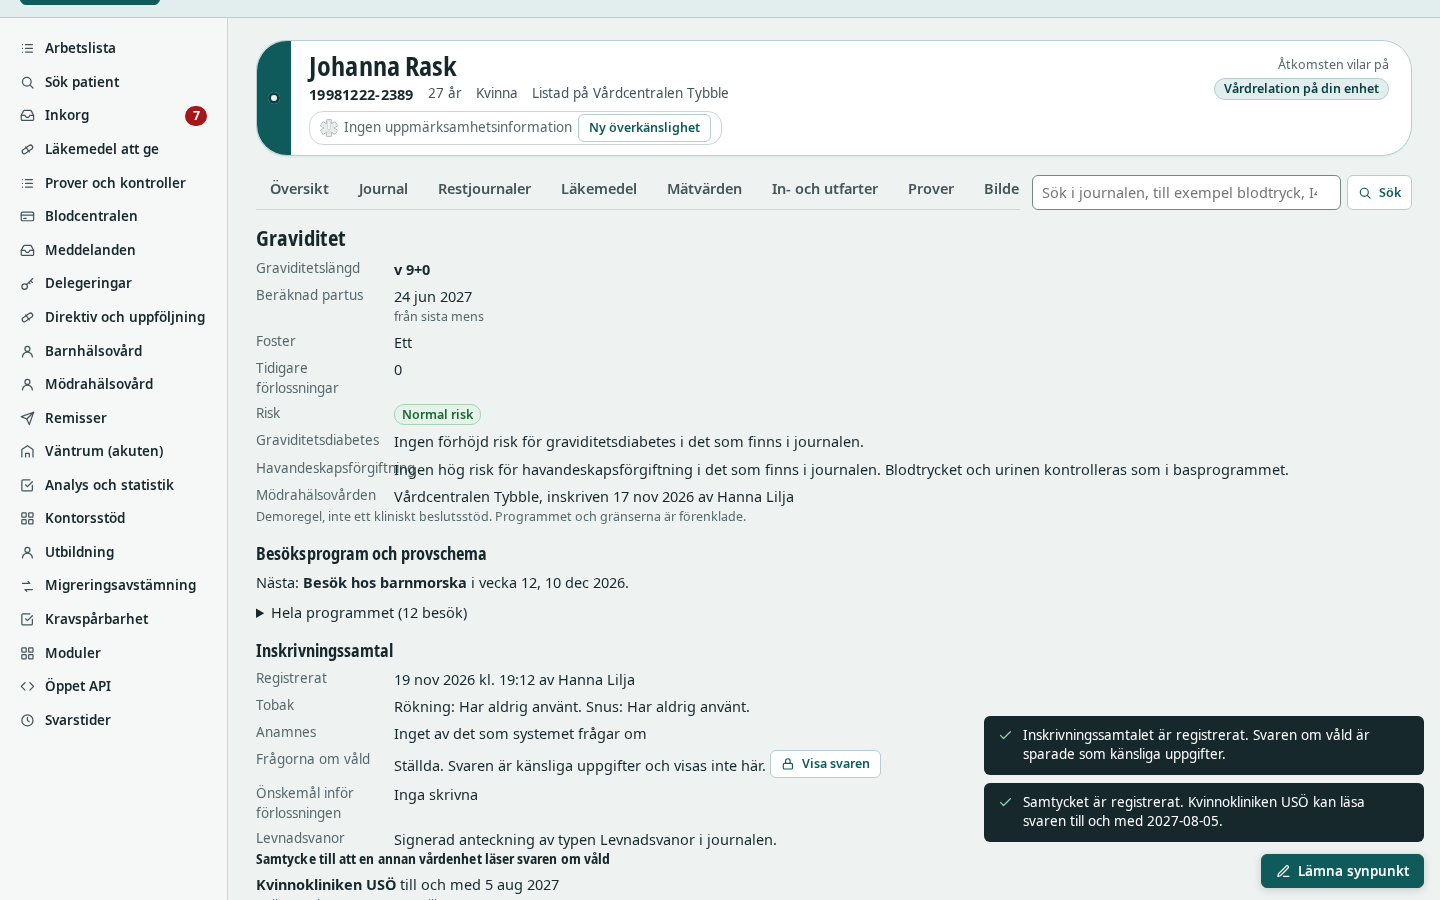 Arbetslista
Sök patient
Inkorg 7
Läkemedel att ge
Prover och kontroller
Blodcentralen
Meddelanden
Delegeringar
Direktiv och uppföljning
Barnhälsovård
Mödrahälsovård
Remisser
Väntrum (akuten)
Analys och statistik
Kontorsstöd
Utbildning
Migreringsavstämning
Kravspårbarhet
Moduler
Öppet API
Svarstider
Johanna Rask
19981222-2389 27 år Kvinna Listad på Vårdcentralen Tybble
Ingen uppmärksamhetsinformation Ny överkänslighet
Åtkomsten vilar på
Vårdrelation på din enhet
Översikt Journal Restjournaler Läkemedel Mätvärden In- och utfarter Prover Bilde
Sök i journalen, till exempel blodtryck, I Sök
Graviditet
Graviditetslängd v 9+0
Beräknad partus 24 jun 2027
från sista mens
Foster Ett
Tidigare förlossningar 0
Risk Normal risk
Graviditetsdiabetes Ingen förhöjd risk för graviditetsdiabetes i det som finns i journalen.
Havandeskapsförgiftning Ingen hög risk för havandeskapsförgiftning i det som finns i journalen. Blodtrycket och urinen kontrolleras som i basprogrammet.
Mödrahälsovården Vårdcentralen Tybble, inskriven 17 nov 2026 av Hanna Lilja
Demoregel, inte ett kliniskt beslutsstöd. Programmet och gränserna är förenklade.
Besöksprogram och provschema
Nästa: Besök hos barnmorska i vecka 12, 10 dec 2026.
Hela programmet (12 besök)
Inskrivningssamtal
Registrerat 19 nov 2026 kl. 19:12 av Hanna Lilja
Tobak Rökning: Har aldrig använt. Snus: Har aldrig använt.
Anamnes Inget av det som systemet frågar om
Frågorna om våld Ställda. Svaren är känsliga uppgifter och visas inte här. Visa svaren
Önskemål inför förlossningen Inga skrivna
Levnadsvanor Signerad anteckning av typen Levnadsvanor i journalen.
Samtycke till att en annan vårdenhet läser svaren om våld
Kvinnokliniken USÖ till och med 5 aug 2027
Inskrivningssamtalet är registrerat. Svaren om våld är
sparade som känsliga uppgifter.
Samtycket är registrerat. Kvinnokliniken USÖ kan läsa
svaren till och med 2027-08-05.
Lämna synpunkt